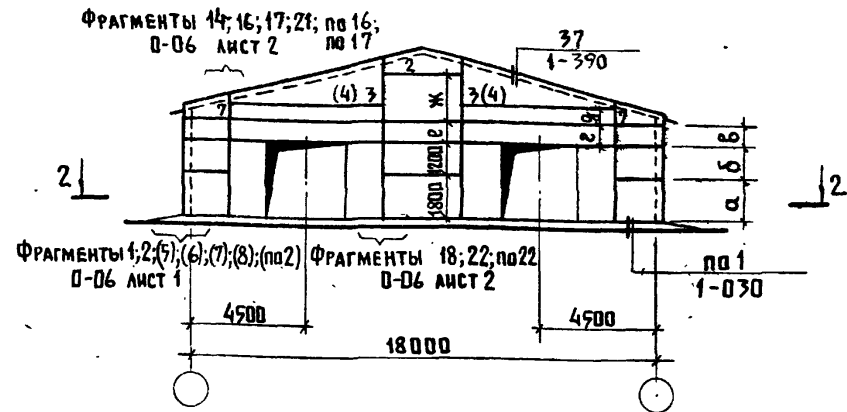 Фрагменты 14; 16; 17; 21; по 16;
0-06 лист 2 по 17
37
1-390
2
(4) 3
3 (4)
7
7
ж
е
1200
1800
д
г
в
б
а
2
2
Фрагменты 1; 2; (5); (6); (7); (8); (по 2)
0-06 лист 1
Фрагменты 18; 22; по 22
0-06 лист 2
по 1
1-030
4500
4500
18000